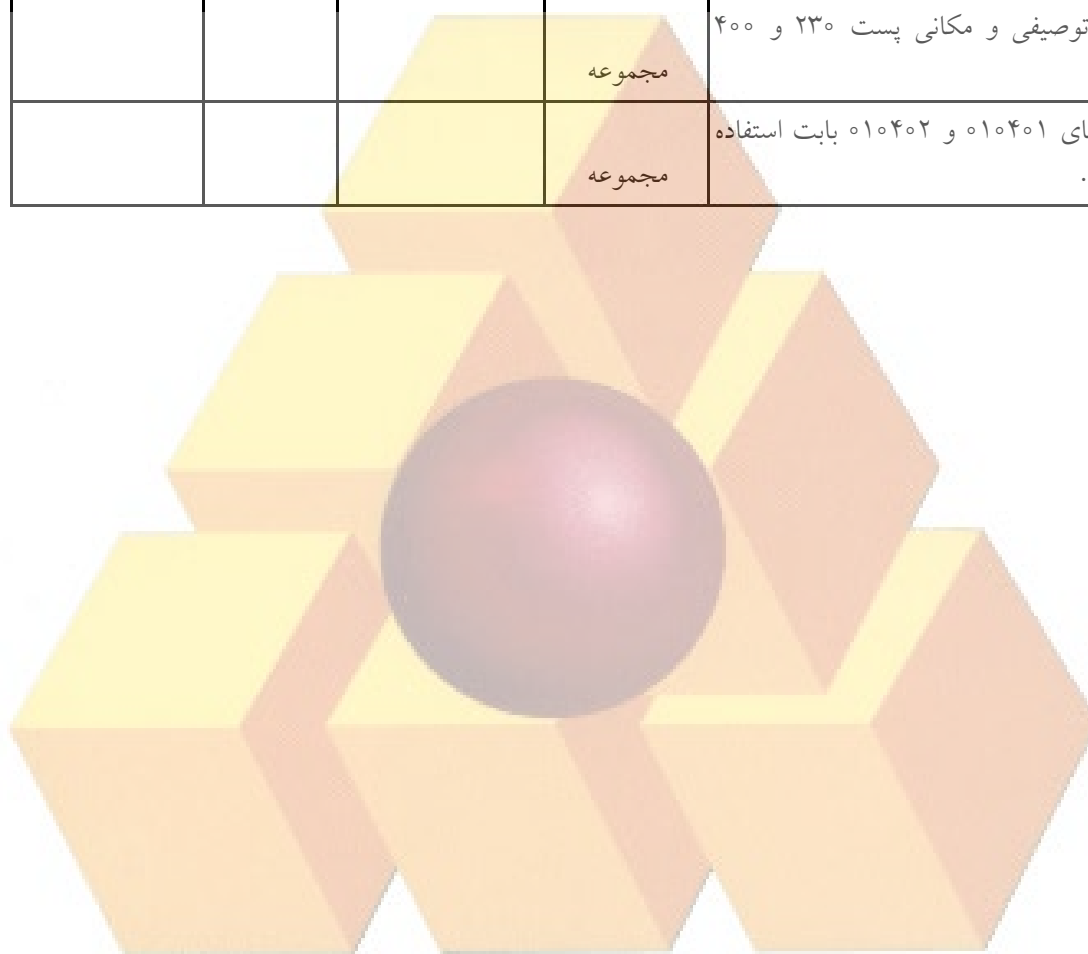 توصیفی و مکانی پست ۲۳۰ و ۴۰۰
مجموعه
ای ۰۱۰۴۰۱ و ۰۱۰۴۰۲ بابت استفاده
.
مجموعه